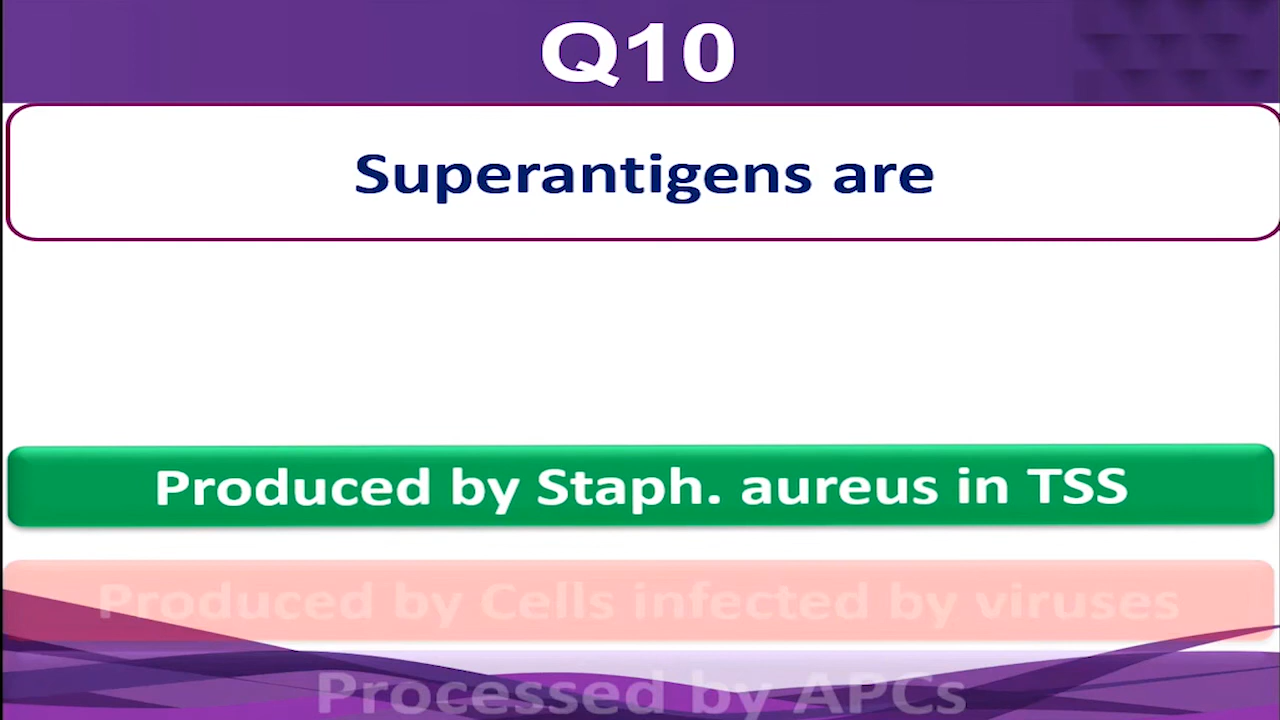 Q10
Superantigens are
Produced by Staph. aureus in TSS
Produced by Cells infected by viruses
Processed by APCs